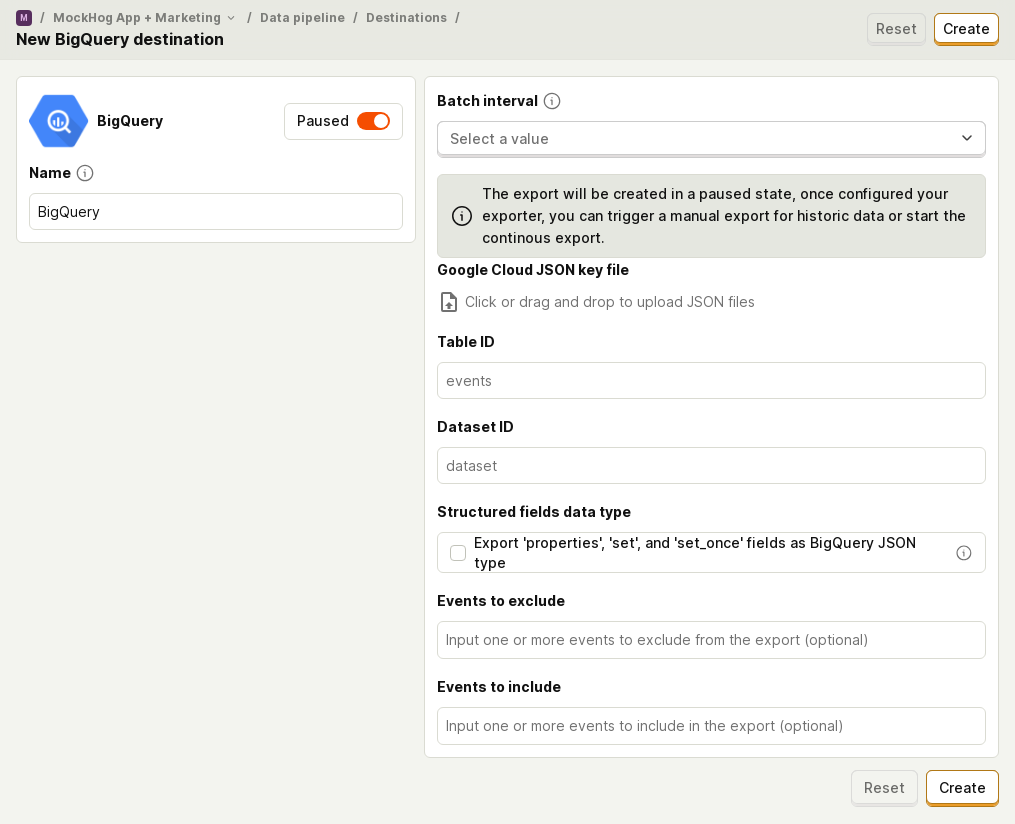 M / MockHog App + Marketing / Data pipeline / Destinations /
New BigQuery destination
Reset
Create
BigQuery
Paused
Name
BigQuery
Batch interval
Select a value
The export will be created in a paused state, once configured your
exporter, you can trigger a manual export for historic data or start the
continous export.
Google Cloud JSON key file
Click or drag and drop to upload JSON files
Table ID
events
Dataset ID
dataset
Structured fields data type
Export 'properties', 'set', and 'set_once' fields as BigQuery JSON
type
Events to exclude
Input one or more events to exclude from the export (optional)
Events to include
Input one or more events to include in the export (optional)
Reset
Create